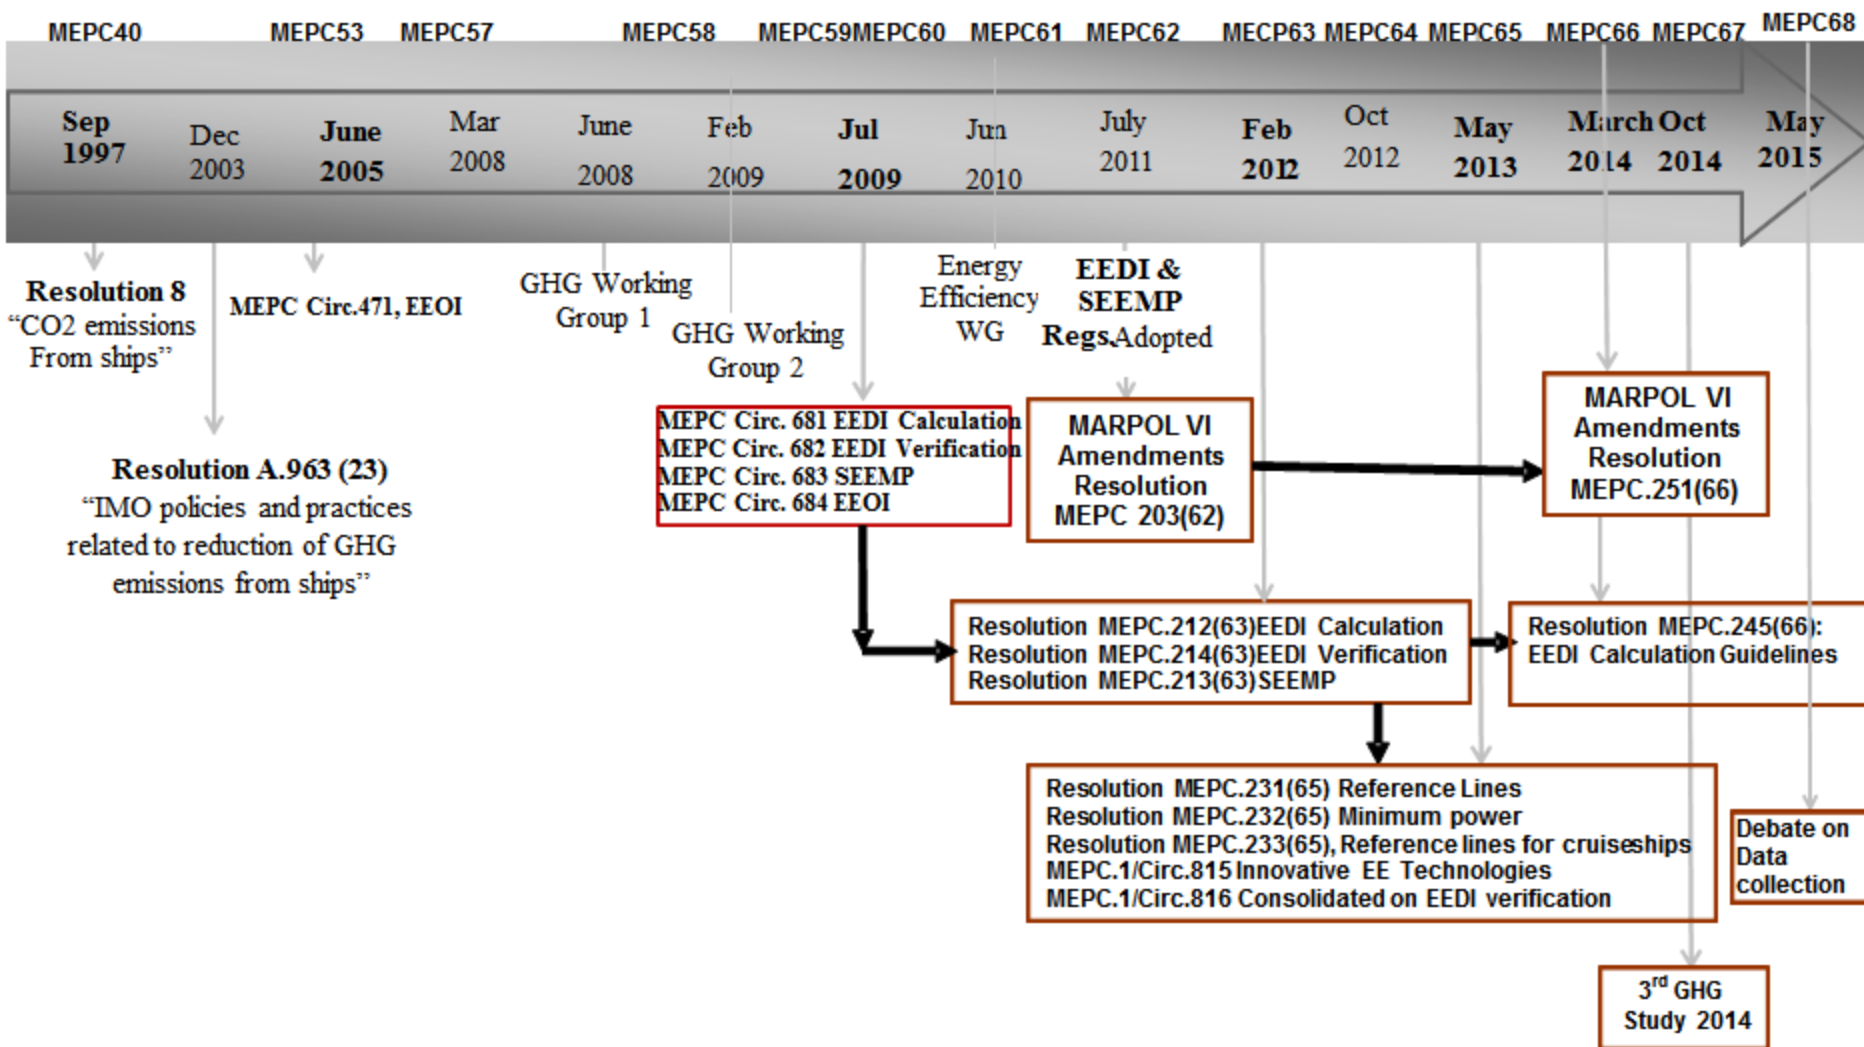 MEPC40 MEPC53 MEPC57 MEPC58 MEPC59MEPC60 MEPC61 MEPC62 MECP63 MEPC64 MEPC65 MEPC66 MEPC67 MEPC68
Sep
1997
Dec
2003
June
2005
Mar
2008
June
2008
Feb
2009
Jul
2009
Jun
2010
July
2011
Feb
2012
Oct
2012
May
2013
March
2014
Oct
2014
May
2015
Resolution 8
“CO2 emissions
From ships”
MEPC Circ.471, EEOI
GHG Working
Group 1
GHG Working
Group 2
Energy
Efficiency
WG
EEDI &
SEEMP
Regs.Adopted
Resolution A.963 (23)
“IMO policies and practices
related to reduction of GHG
emissions from ships”
MEPC Circ. 681 EEDI Calculation
MEPC Circ. 682 EEDI Verification
MEPC Circ. 683 SEEMP
MEPC Circ. 684 EEOI
MARPOL VI
Amendments
Resolution
MEPC 203(62)
MARPOL VI
Amendments
Resolution
MEPC.251(66)
Resolution MEPC.212(63)EEDI Calculation
Resolution MEPC.214(63)EEDI Verification
Resolution MEPC.213(63)SEEMP
Resolution MEPC.245(66):
EEDI Calculation Guidelines
Resolution MEPC.231(65) Reference Lines
Resolution MEPC.232(65) Minimum power
Resolution MEPC.233(65), Reference lines for cruiseships
MEPC.1/Circ.815 Innovative EE Technologies
MEPC.1/Circ.816 Consolidated on EEDI verification
Debate on
Data
collection
3rd GHG
Study 2014